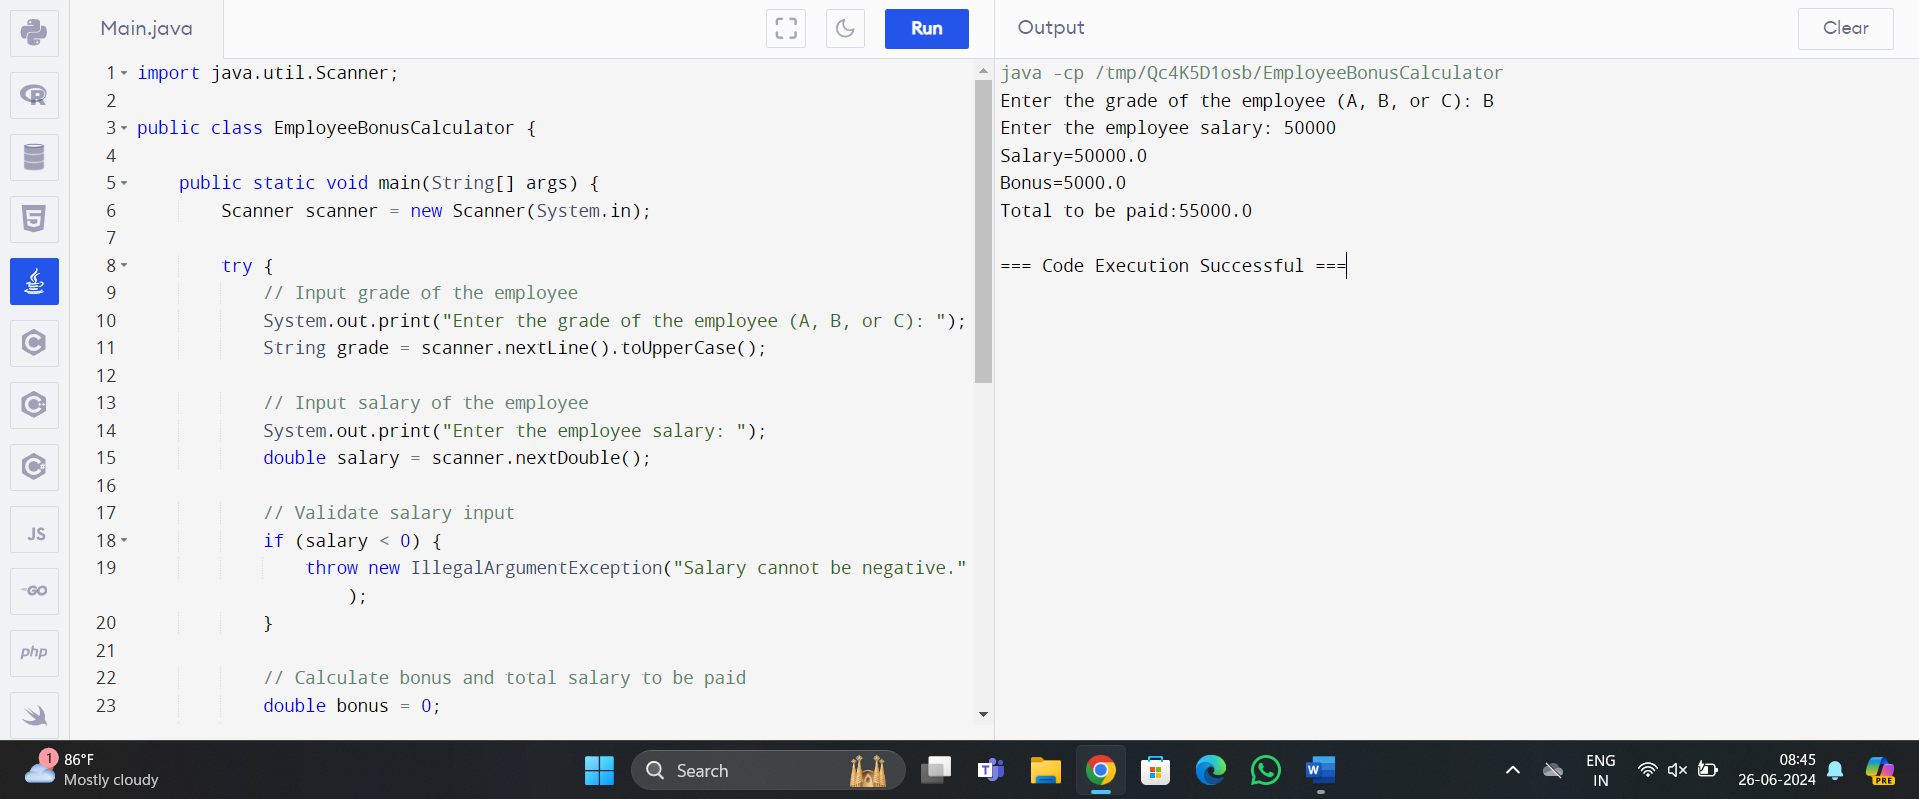 Main.java
Run
Output
Clear
1 import java.util.Scanner;
2
3 public class EmployeeBonusCalculator {
4
5     public static void main(String[] args) {
6         Scanner scanner = new Scanner(System.in);
7
8         try {
9             // Input grade of the employee
10             System.out.print("Enter the grade of the employee (A, B, or C): ");
11             String grade = scanner.nextLine().toUpperCase();
12
13             // Input salary of the employee
14             System.out.print("Enter the employee salary: ");
15             double salary = scanner.nextDouble();
16
17             // Validate salary input
18             if (salary < 0) {
19                 throw new IllegalArgumentException("Salary cannot be negative."
                    );
20             }
21
22             // Calculate bonus and total salary to be paid
23             double bonus = 0;
java -cp /tmp/Qc4K5D1osb/EmployeeBonusCalculator
Enter the grade of the employee (A, B, or C): B
Enter the employee salary: 50000
Salary=50000.0
Bonus=5000.0
Total to be paid:55000.0
=== Code Execution Successful ===
R
5
C
C
C
JS
GO
php
1
86°F
Mostly cloudy
Search
T
W
ENG
IN
08:45
26-06-2024
PRE